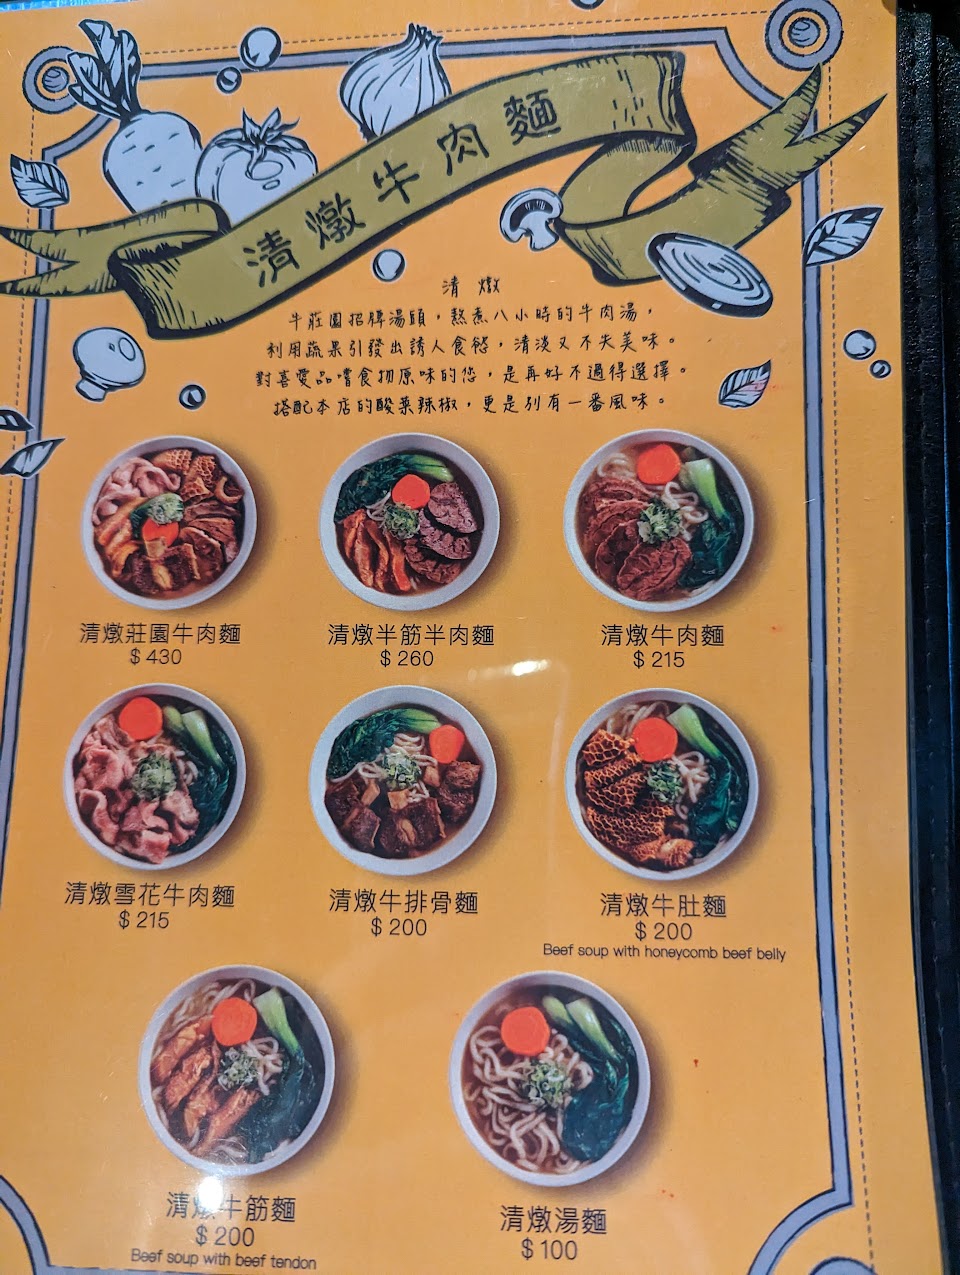 清燉牛肉麵
清燉
牛莊園招牌湯頭，熬煮八小時的牛肉湯，
利用蔬果引發出誘人食慾，清淡又不失美味。
對喜愛品嚐食物原味的您，是再好不過得選擇。
搭配本店的酸菜辣椒，更是別有一番風味。
清燉莊園牛肉麵
$430
清燉半筋半肉麵
$260
清燉牛肉麵
$215
清燉雪花牛肉麵
$215
清燉牛排骨麵
$200
清燉牛肚麵
$200
Beef soup with honeycomb beef belly
清燉牛筋麵
$200
Beef soup with beef tendon
清燉湯麵
$100